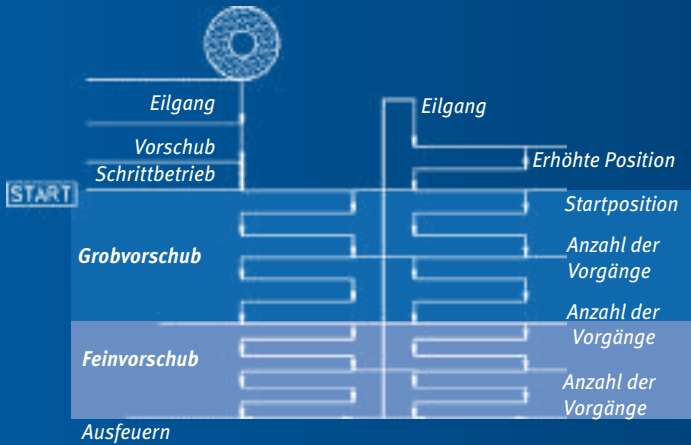 Eilgang
Eilgang
Vorschub
Schrittbetrieb
Erhöhte Position
START
Startposition
Grobvorschub
Anzahl der
Vorgänge
Anzahl der
Vorgänge
Feinvorschub
Anzahl der
Vorgänge
Ausfeuern